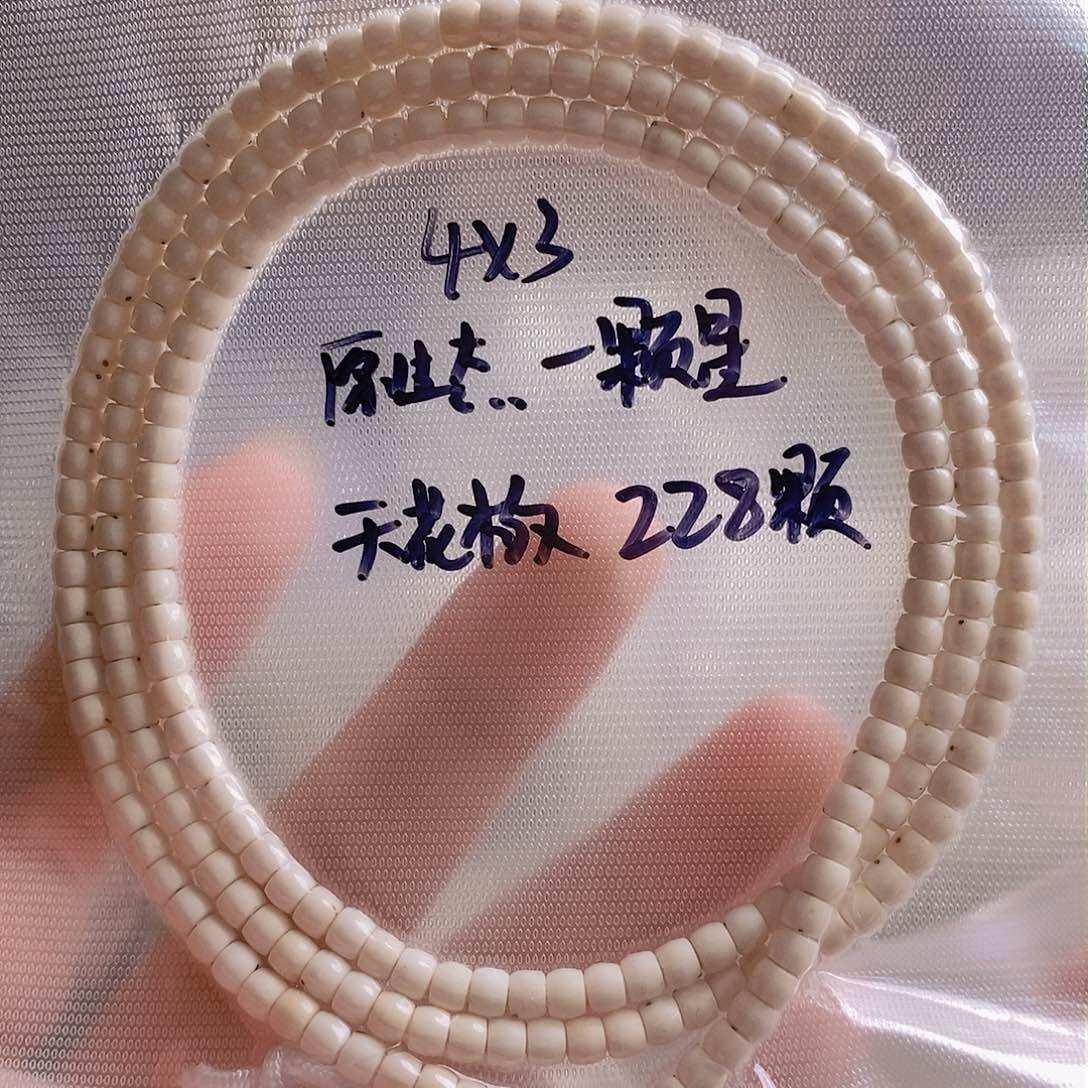 4x3
原生态 一颗星
天花板 228颗